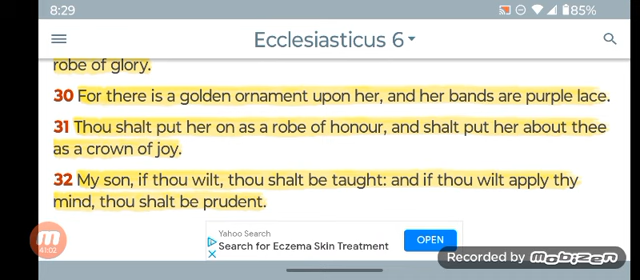 8:29
85%
Ecclesiasticus 6
robe of glory.
30 For there is a golden ornament upon her, and her bands are purple lace.
31 Thou shalt put her on as a robe of honour, and shalt put her about thee
as a crown of joy.
32 My son, if thou wilt, thou shalt be taught: and if thou wilt apply thy
mind, thou shalt be prudent.
Yahoo Search
Search for Eczema Skin Treatment
OPEN
M
Recorded by MOBIZEN